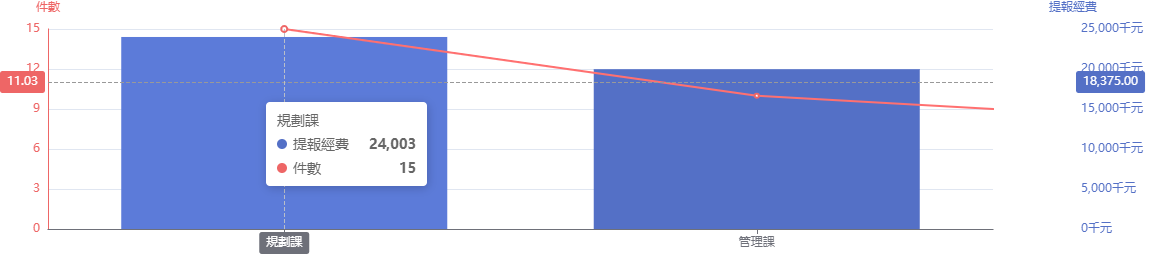 件數
提報經費
15
25,000千元
12
20,000千元
11.03
18,375.00
9
15,000千元
規劃課
提報經費 24,003
件數 15
6
10,000千元
3
5,000千元
0
0千元
規劃課
管理課